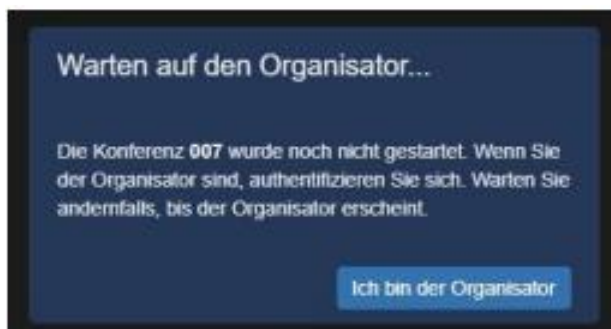 Warten auf den Organisator...
Die Konferenz 007 wurde noch nicht gestartet. Wenn Sie
der Organisator sind, authentifizieren Sie sich. Warten Sie
andernfalls, bis der Organisator erscheint.
Ich bin der Organisator